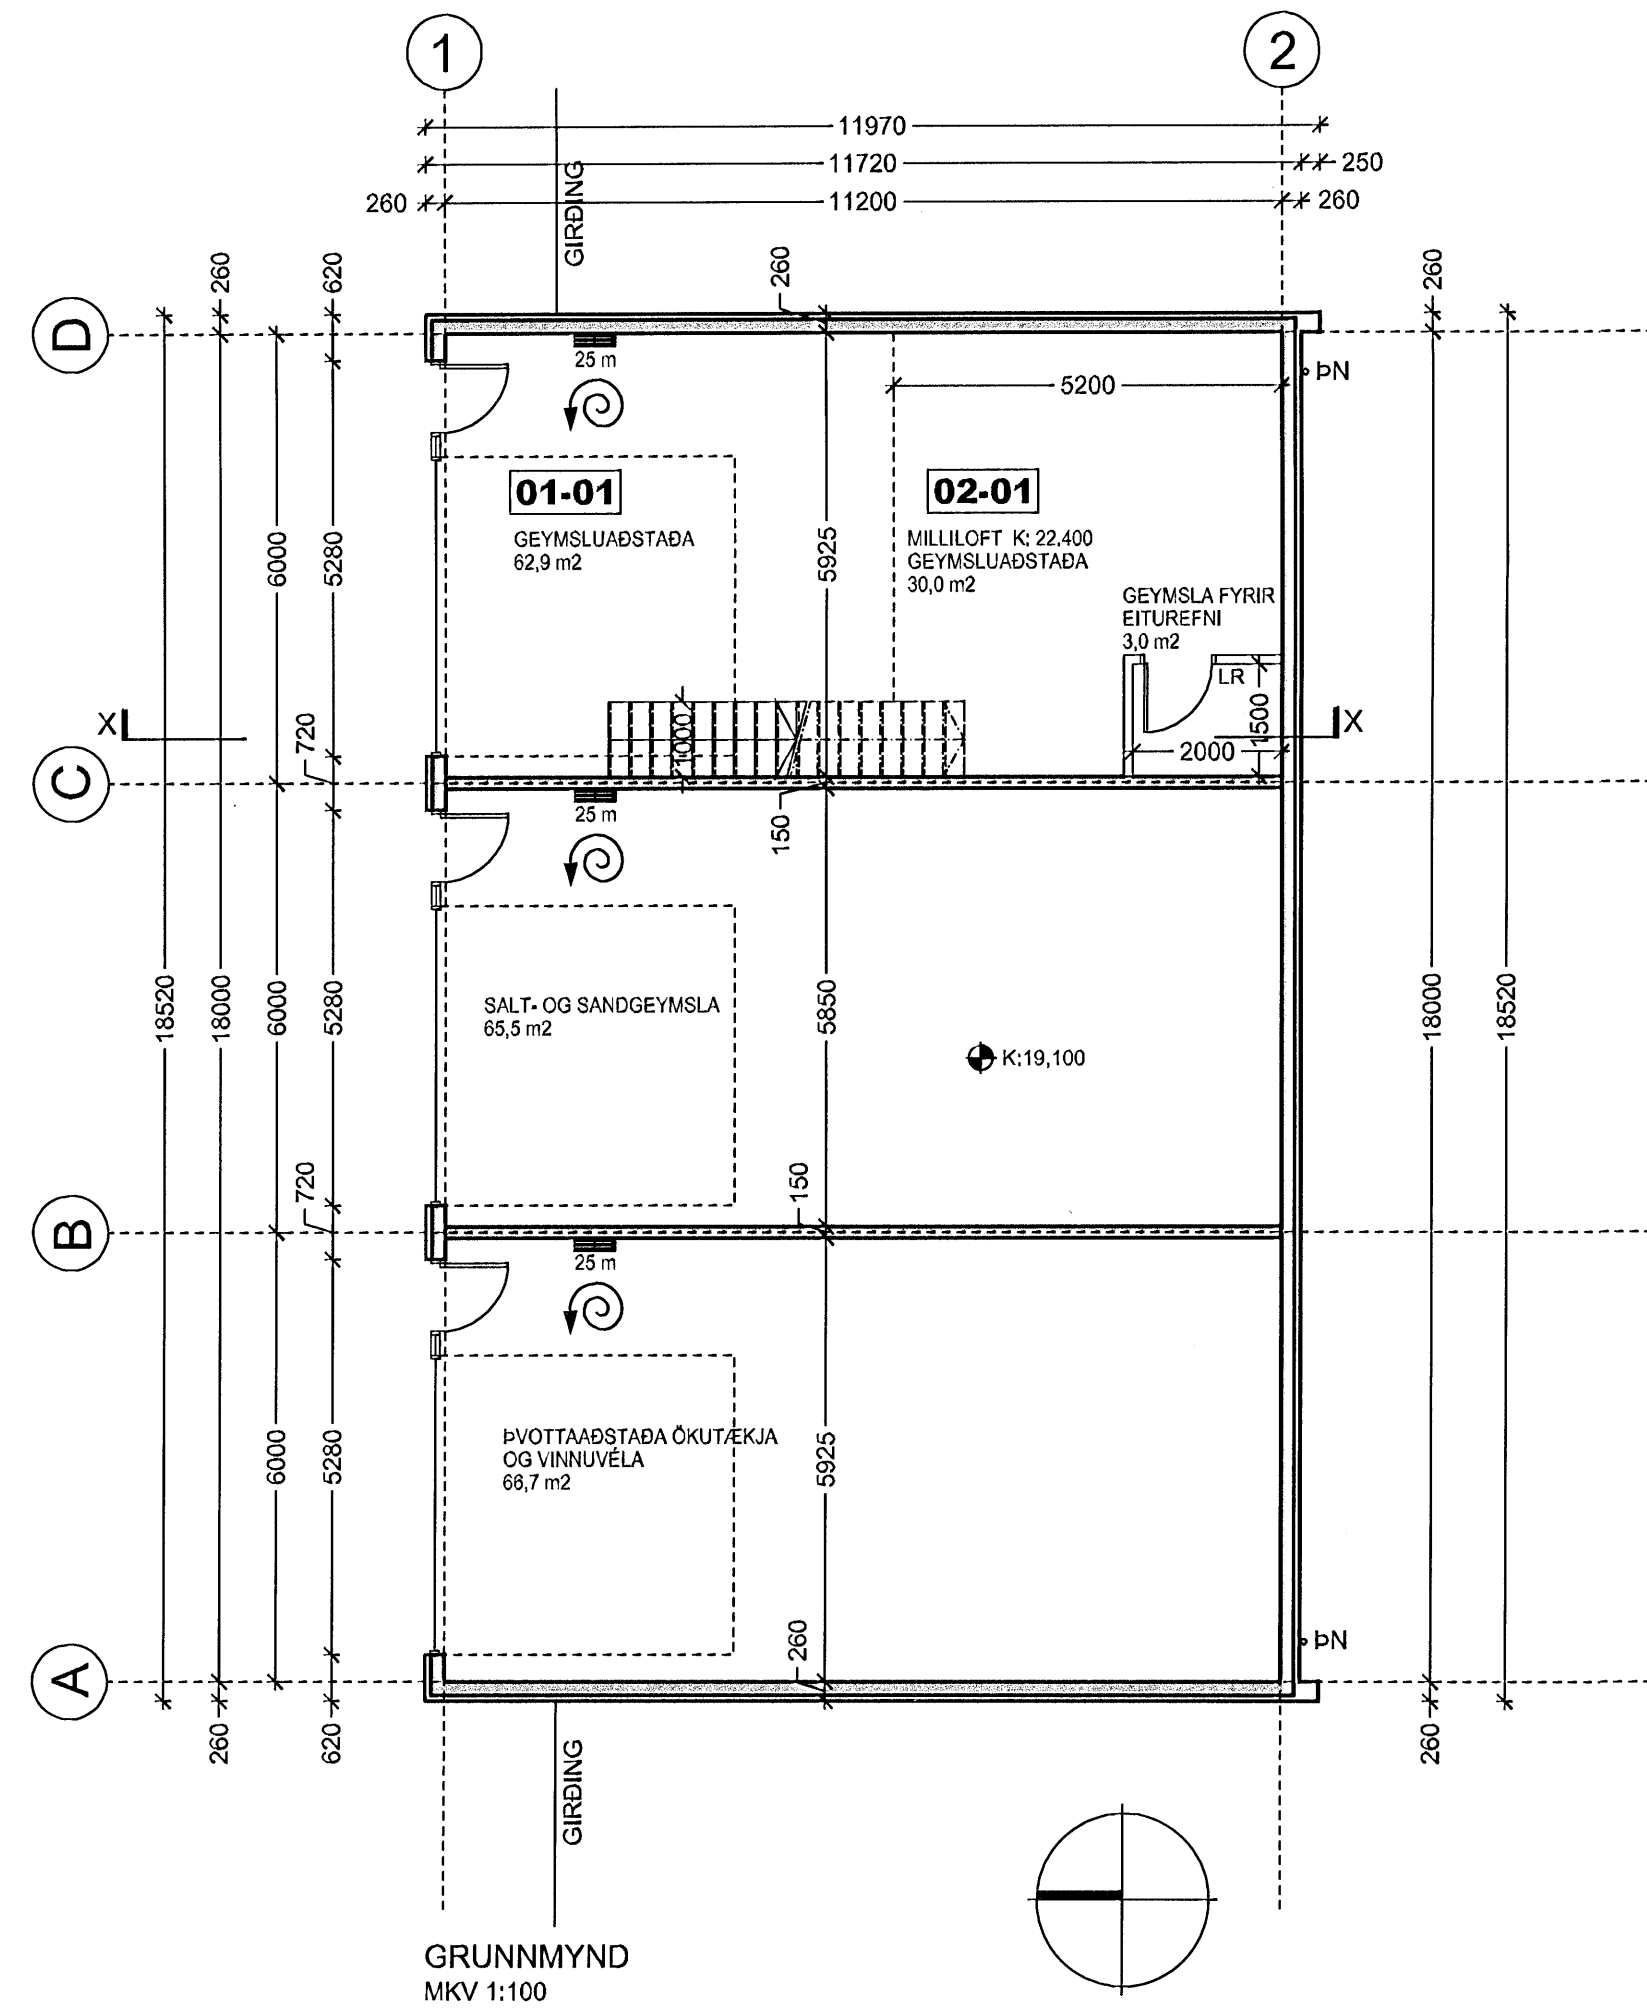 1
2
11970
11720
250
260
11200
260
GIRÐING
260
620
260
260
260
D
25 m
5200
ÞN
01-01
02-01
GEYMSLUAÐSTAÐA
62,9 m2
MILLILOFT K: 22,400
GEYMSLUAÐSTAÐA
30,0 m2
6000
5280
5925
GEYMSLA FYRIR
EITUREFNI
3,0 m2
LR
X
X
720
1000
1500
2000
C
25 m
150
18520
18000
6000
5280
5850
18000
18520
SALT- OG SANDGEYMSLA
65,5 m2
K:19,100
720
150
B
25 m
6000
5280
5925
ÞVOTTAAÐSTAÐA ÖKUTÆKJA
OG VINNUVÉLA
66,7 m2
260
ÞN
A
260
620
260
GIRÐING
GRUNNMYND
MKV 1:100